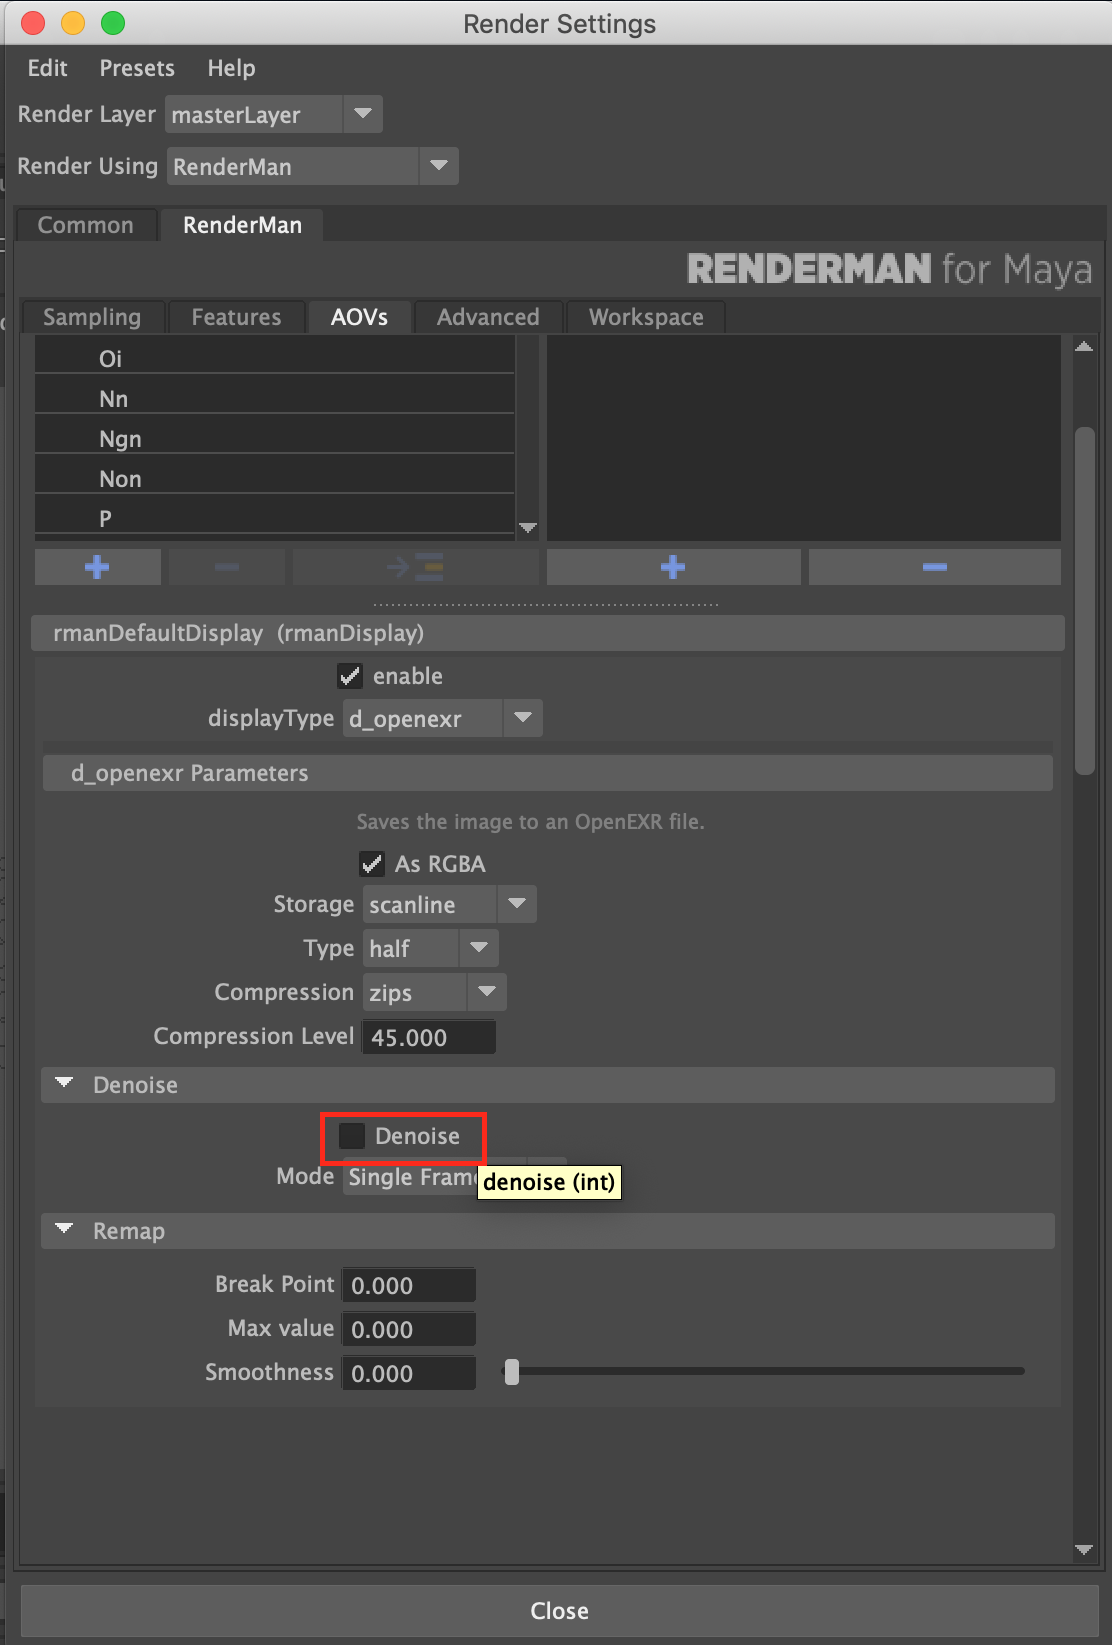 Render Settings
Edit Presets Help
Render Layer masterLayer
Render Using RenderMan
Common RenderMan
RENDERMAN for Maya
Sampling Features AOVs Advanced Workspace
Oi
Nn
Ngn
Non
P
rmanDefaultDisplay (rmanDisplay)
enable
displayType d_openexr
d_openexr Parameters
Saves the image to an OpenEXR file.
As RGBA
Storage scanline
Type half
Compression zips
Compression Level 45.000
Denoise
Denoise
Mode Single Frame
denoise (int)
Remap
Break Point 0.000
Max value 0.000
Smoothness 0.000
Close